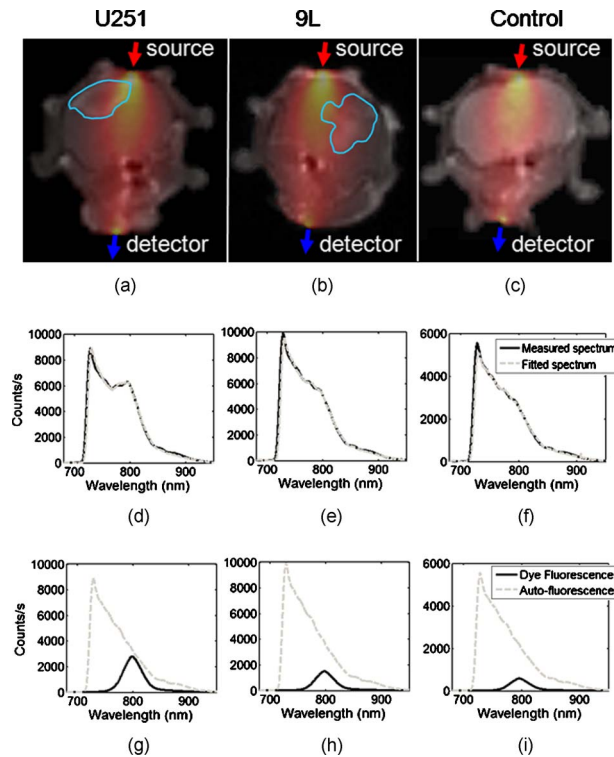 U251 9L Control
source source source
detector detector detector
(a) (b) (c)
10000 10000 6000
8000 8000
6000 6000 4000
4000 4000 2000
2000 2000
0 0 0
Counts/s
Measured spectrum
Fitted spectrum
700 800 900 700 800 900 700 800 900
Wavelength (nm) Wavelength (nm) Wavelength (nm)
(d) (e) (f)
10000 10000 6000
8000 8000
6000 6000 4000
4000 4000 2000
2000 2000
0 0 0
Counts/s
Dye Fluorescence
Auto-fluorescence
700 800 900 700 800 900 700 800 900
Wavelength (nm) Wavelength (nm) Wavelength (nm)
(g) (h) (i)